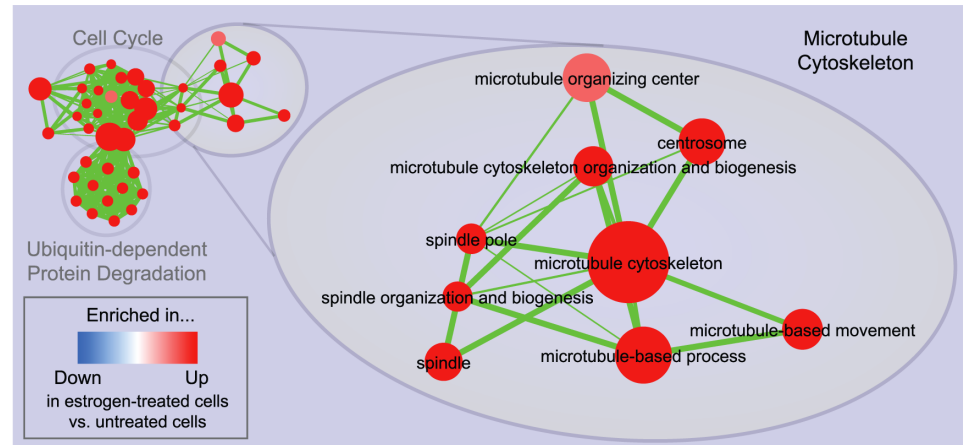 Cell Cycle
Microtubule
Cytoskeleton
microtubule organizing center
centrosome
microtubule cytoskeleton organization and biogenesis
spindle pole
microtubule cytoskeleton
spindle organization and biogenesis
microtubule-based movement
microtubule-based process
spindle
Ubiquitin-dependent
Protein Degradation
Enriched in...
Down Up
in estrogen-treated cells
vs. untreated cells